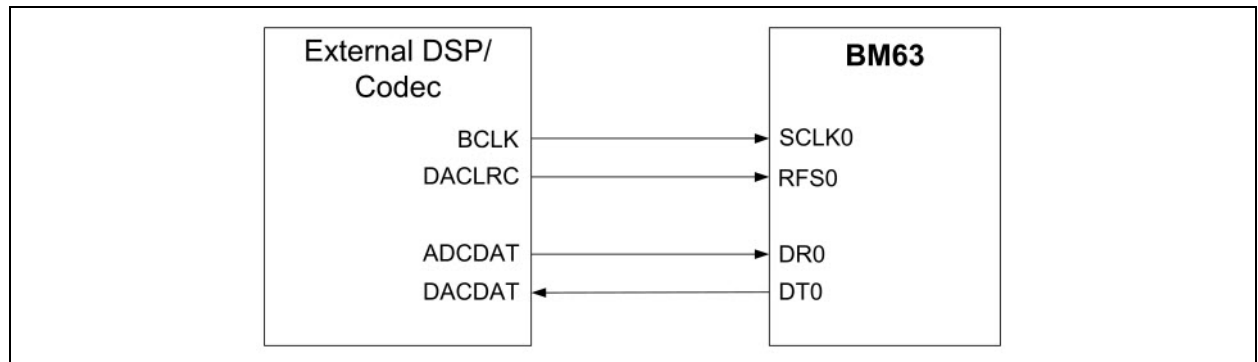 External DSP/
Codec
BM63
BCLK
SCLK0
DACLRC
RFS0
ADCDAT
DR0
DACDAT
DT0